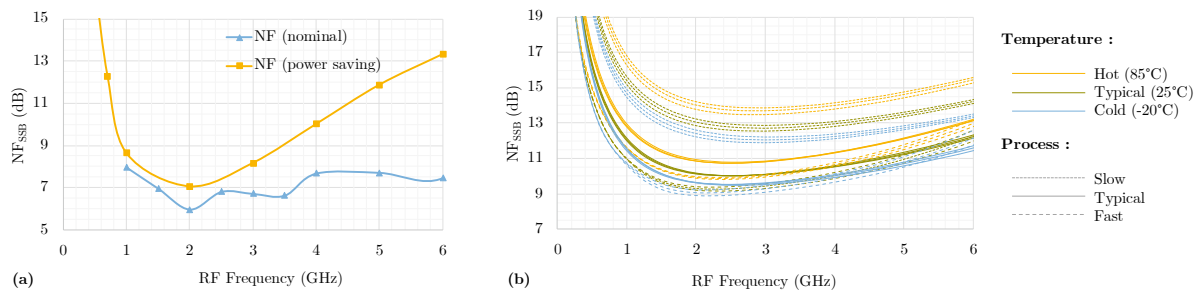 15
13
11
9
7
5
NF_SSB (dB)
NF (nominal)
NF (power saving)
0 1 2 3 4 5 6
RF Frequency (GHz)
(a)
19
17
15
13
11
9
7
NF_SSB (dB)
0 1 2 3 4 5 6
RF Frequency (GHz)
(b)
Temperature :
Hot (85°C)
Typical (25°C)
Cold (-20°C)
Process :
Slow
Typical
Fast